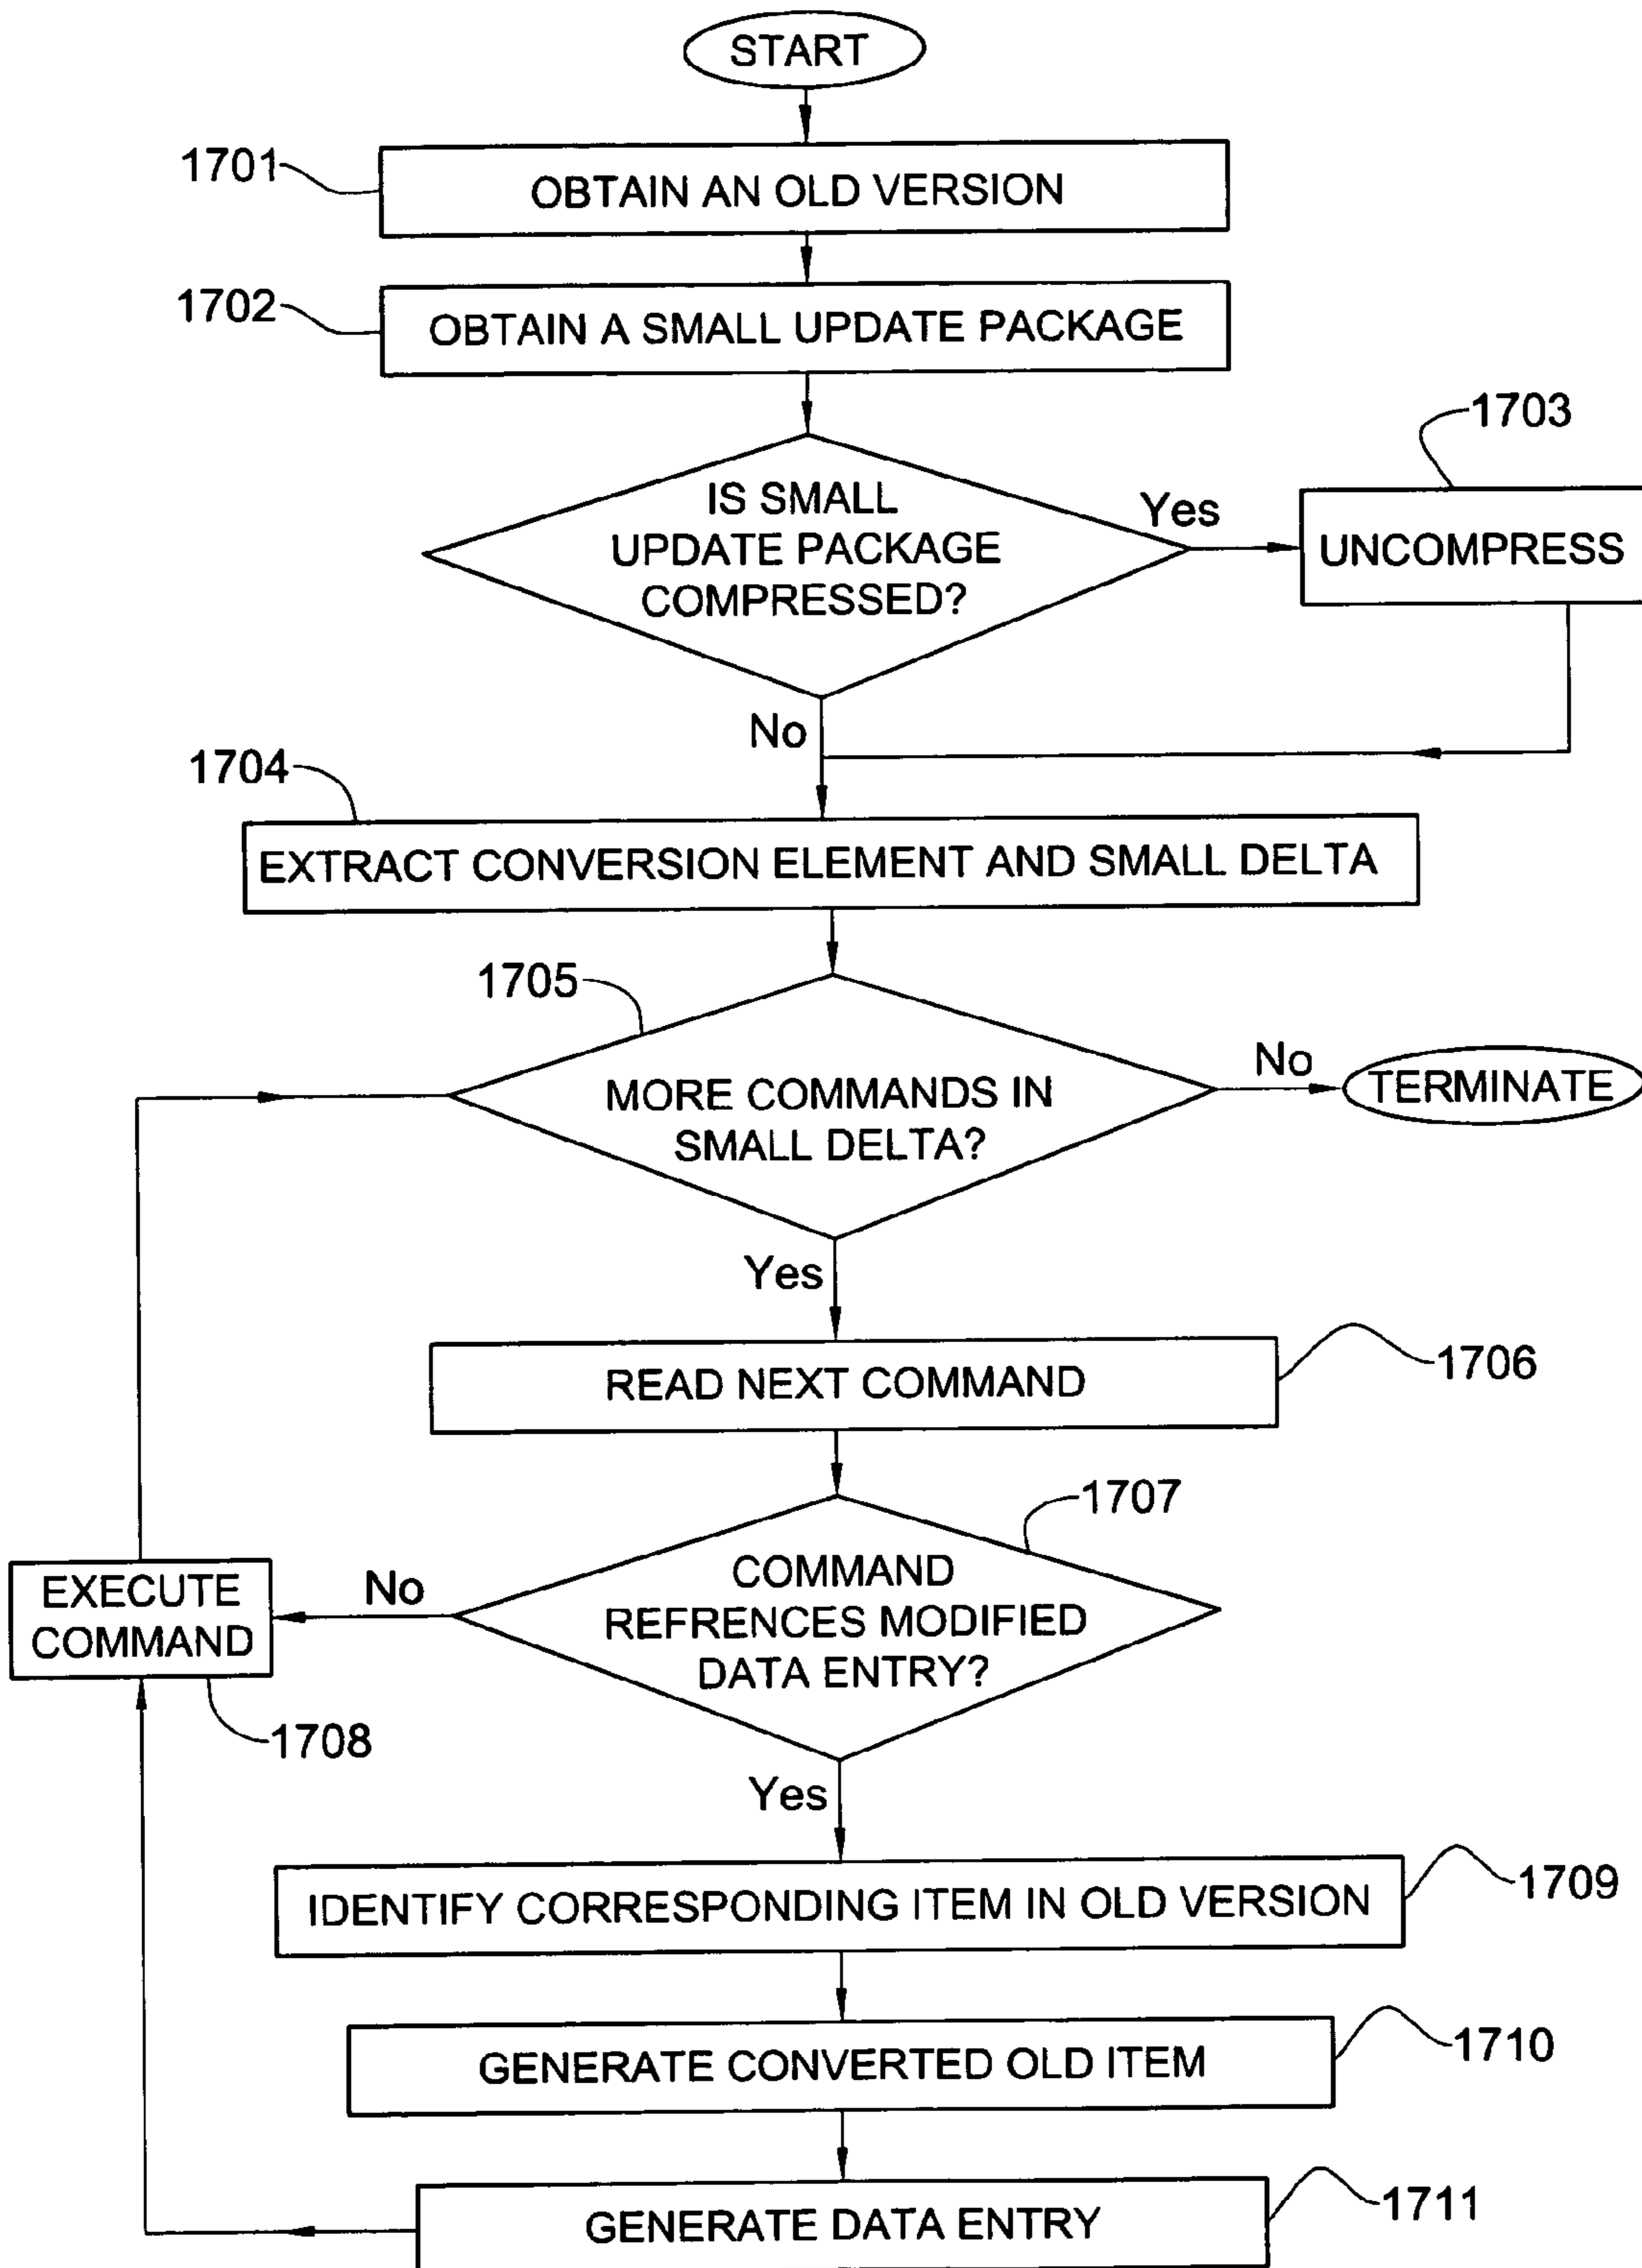 START
1701
OBTAIN AN OLD VERSION
1702
OBTAIN A SMALL UPDATE PACKAGE
1703
IS SMALL
UPDATE PACKAGE
COMPRESSED?
Yes
UNCOMPRESS
No
1704
EXTRACT CONVERSION ELEMENT AND SMALL DELTA
1705
MORE COMMANDS IN
SMALL DELTA?
No
TERMINATE
Yes
READ NEXT COMMAND
1706
1707
COMMAND
REFRENCES MODIFIED
DATA ENTRY?
No
EXECUTE
COMMAND
1708
Yes
IDENTIFY CORRESPONDING ITEM IN OLD VERSION
1709
GENERATE CONVERTED OLD ITEM
1710
GENERATE DATA ENTRY
1711